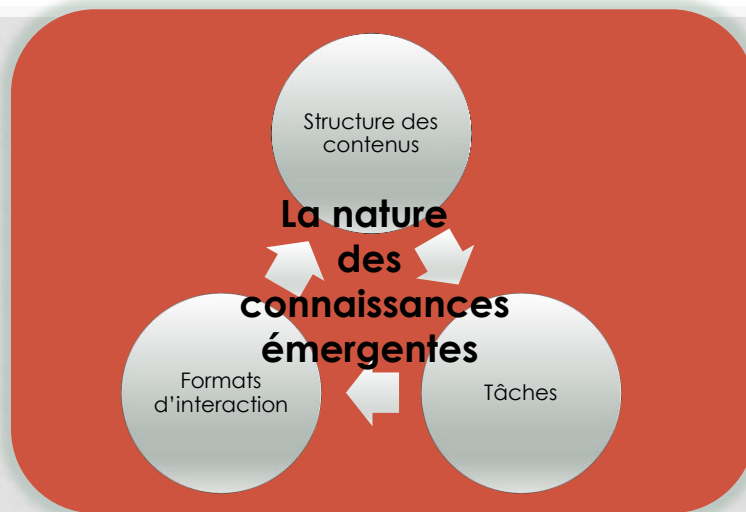 Structure des
contenus
La nature
des
connaissances
émergentes
Formats
d'interaction
Tâches